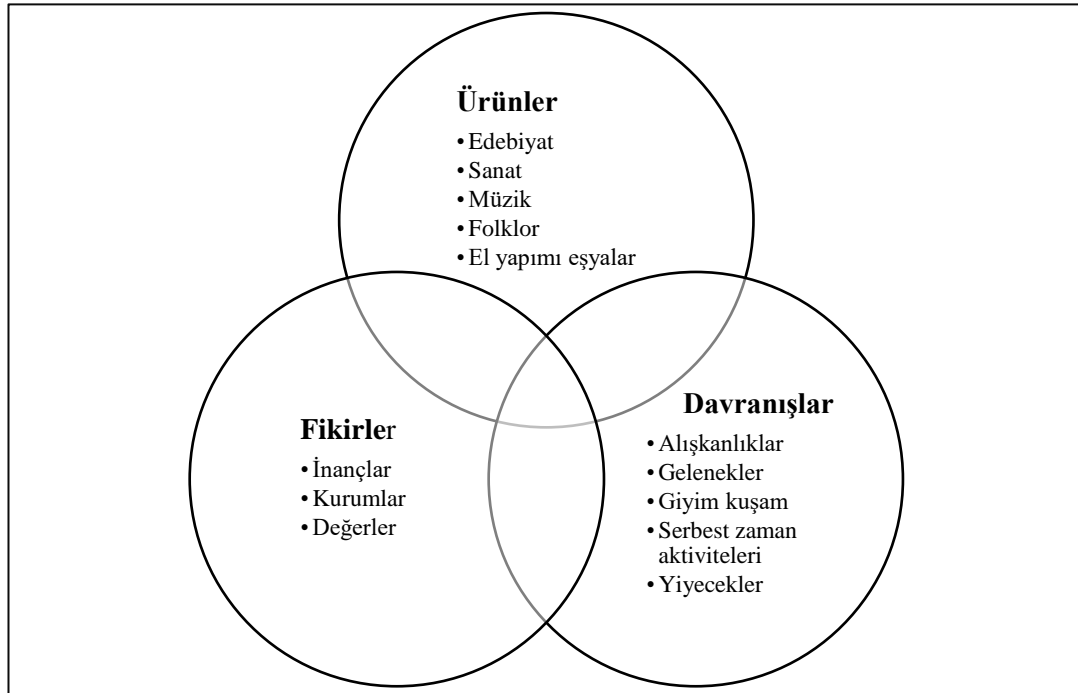 Ürünler
• Edebiyat
• Sanat
• Müzik
• Folklor
• El yapımı eşyalar
Fikirler
• İnançlar
• Kurumlar
• Değerler
Davranışlar
• Alışkanlıklar
• Gelenekler
• Giyim kuşam
• Serbest zaman
aktiviteleri
• Yiyecekler